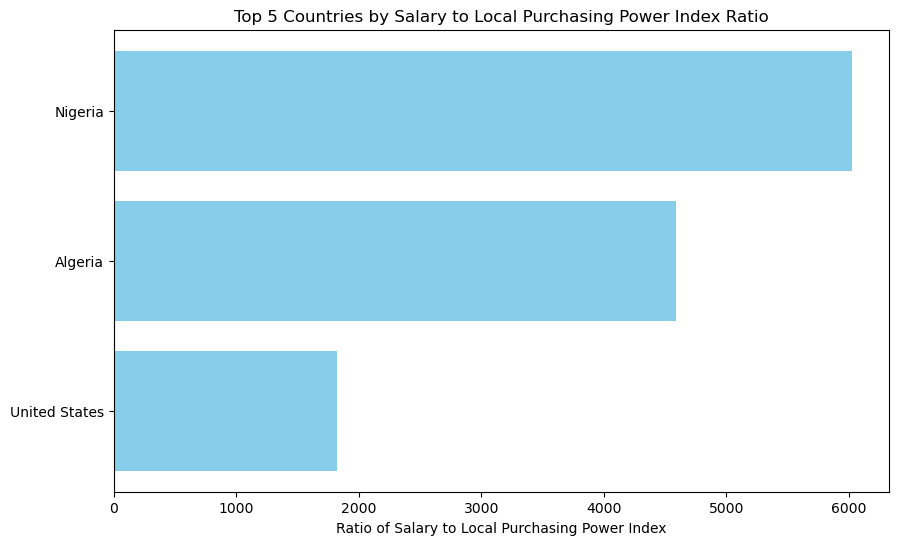 Top 5 Countries by Salary to Local Purchasing Power Index Ratio
Nigeria
Algeria
United States
0 1000 2000 3000 4000 5000 6000
Ratio of Salary to Local Purchasing Power Index